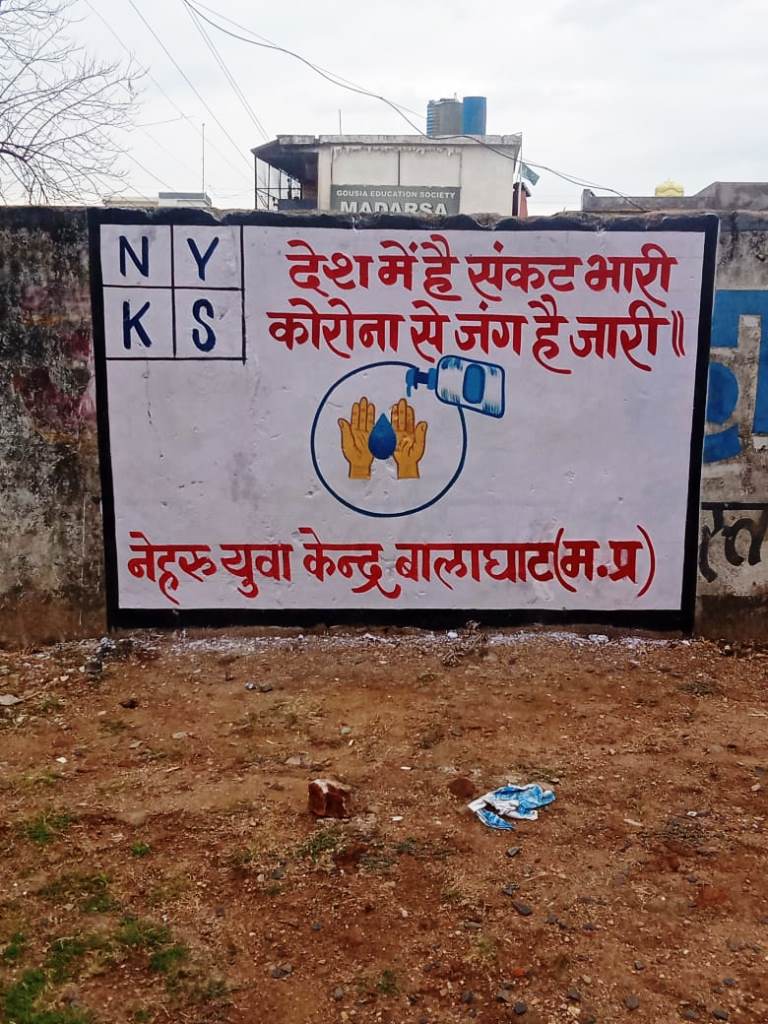 GOUSIA EDUCATION SOCIETY
MADARSA
N Y
K S
देश में है संकट भारी
कोरोना से जंग है जारी॥
नेहरु युवा केन्द्र बालाघाट(म.प्र)